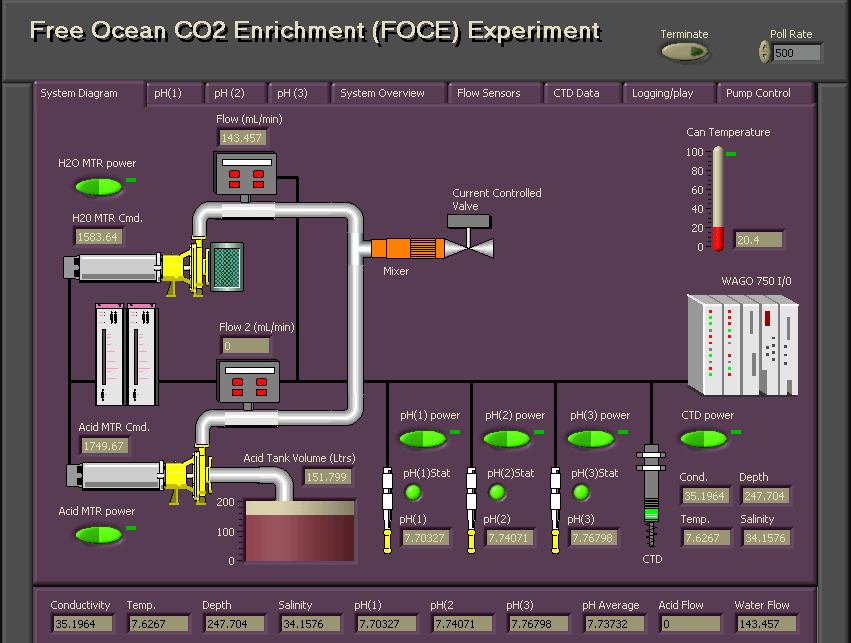 Free Ocean CO2 Enrichment (FOCE) Experiment
Terminate
Poll Rate
500
System Diagram
pH(1)
pH (2)
pH (3)
System Overview
Flow Sensors
CTD Data
Logging/play
Pump Control
Flow (mL/min)
143.457
Can Temperature
100
80
60
40
20
0
20.4
H2O MTR power
H20 MTR Cmd.
1583.64
Current Controlled
Valve
Mixer
WAGO 750 I/O
Flow 2 (mL/min)
0
Acid MTR Cmd.
1749.67
Acid MTR power
Acid Tank Volume (Ltrs)
151.799
200
100
0
pH(1) power
pH(2) power
pH(3) power
CTD power
pH(1)Stat
pH(2)Stat
pH(3)Stat
pH(1)
7.70327
pH(2)
7.74071
pH(3)
7.76798
Cond.
35.1964
Depth
247.704
Temp.
7.6267
Salinity
34.1576
CTD
Conductivity
Temp.
Depth
Salinity
pH(1)
pH(2
pH(3)
pH Average
Acid Flow
Water Flow
35.1964
7.6267
247.704
34.1576
7.70327
7.74071
7.76798
7.73732
0
143.457